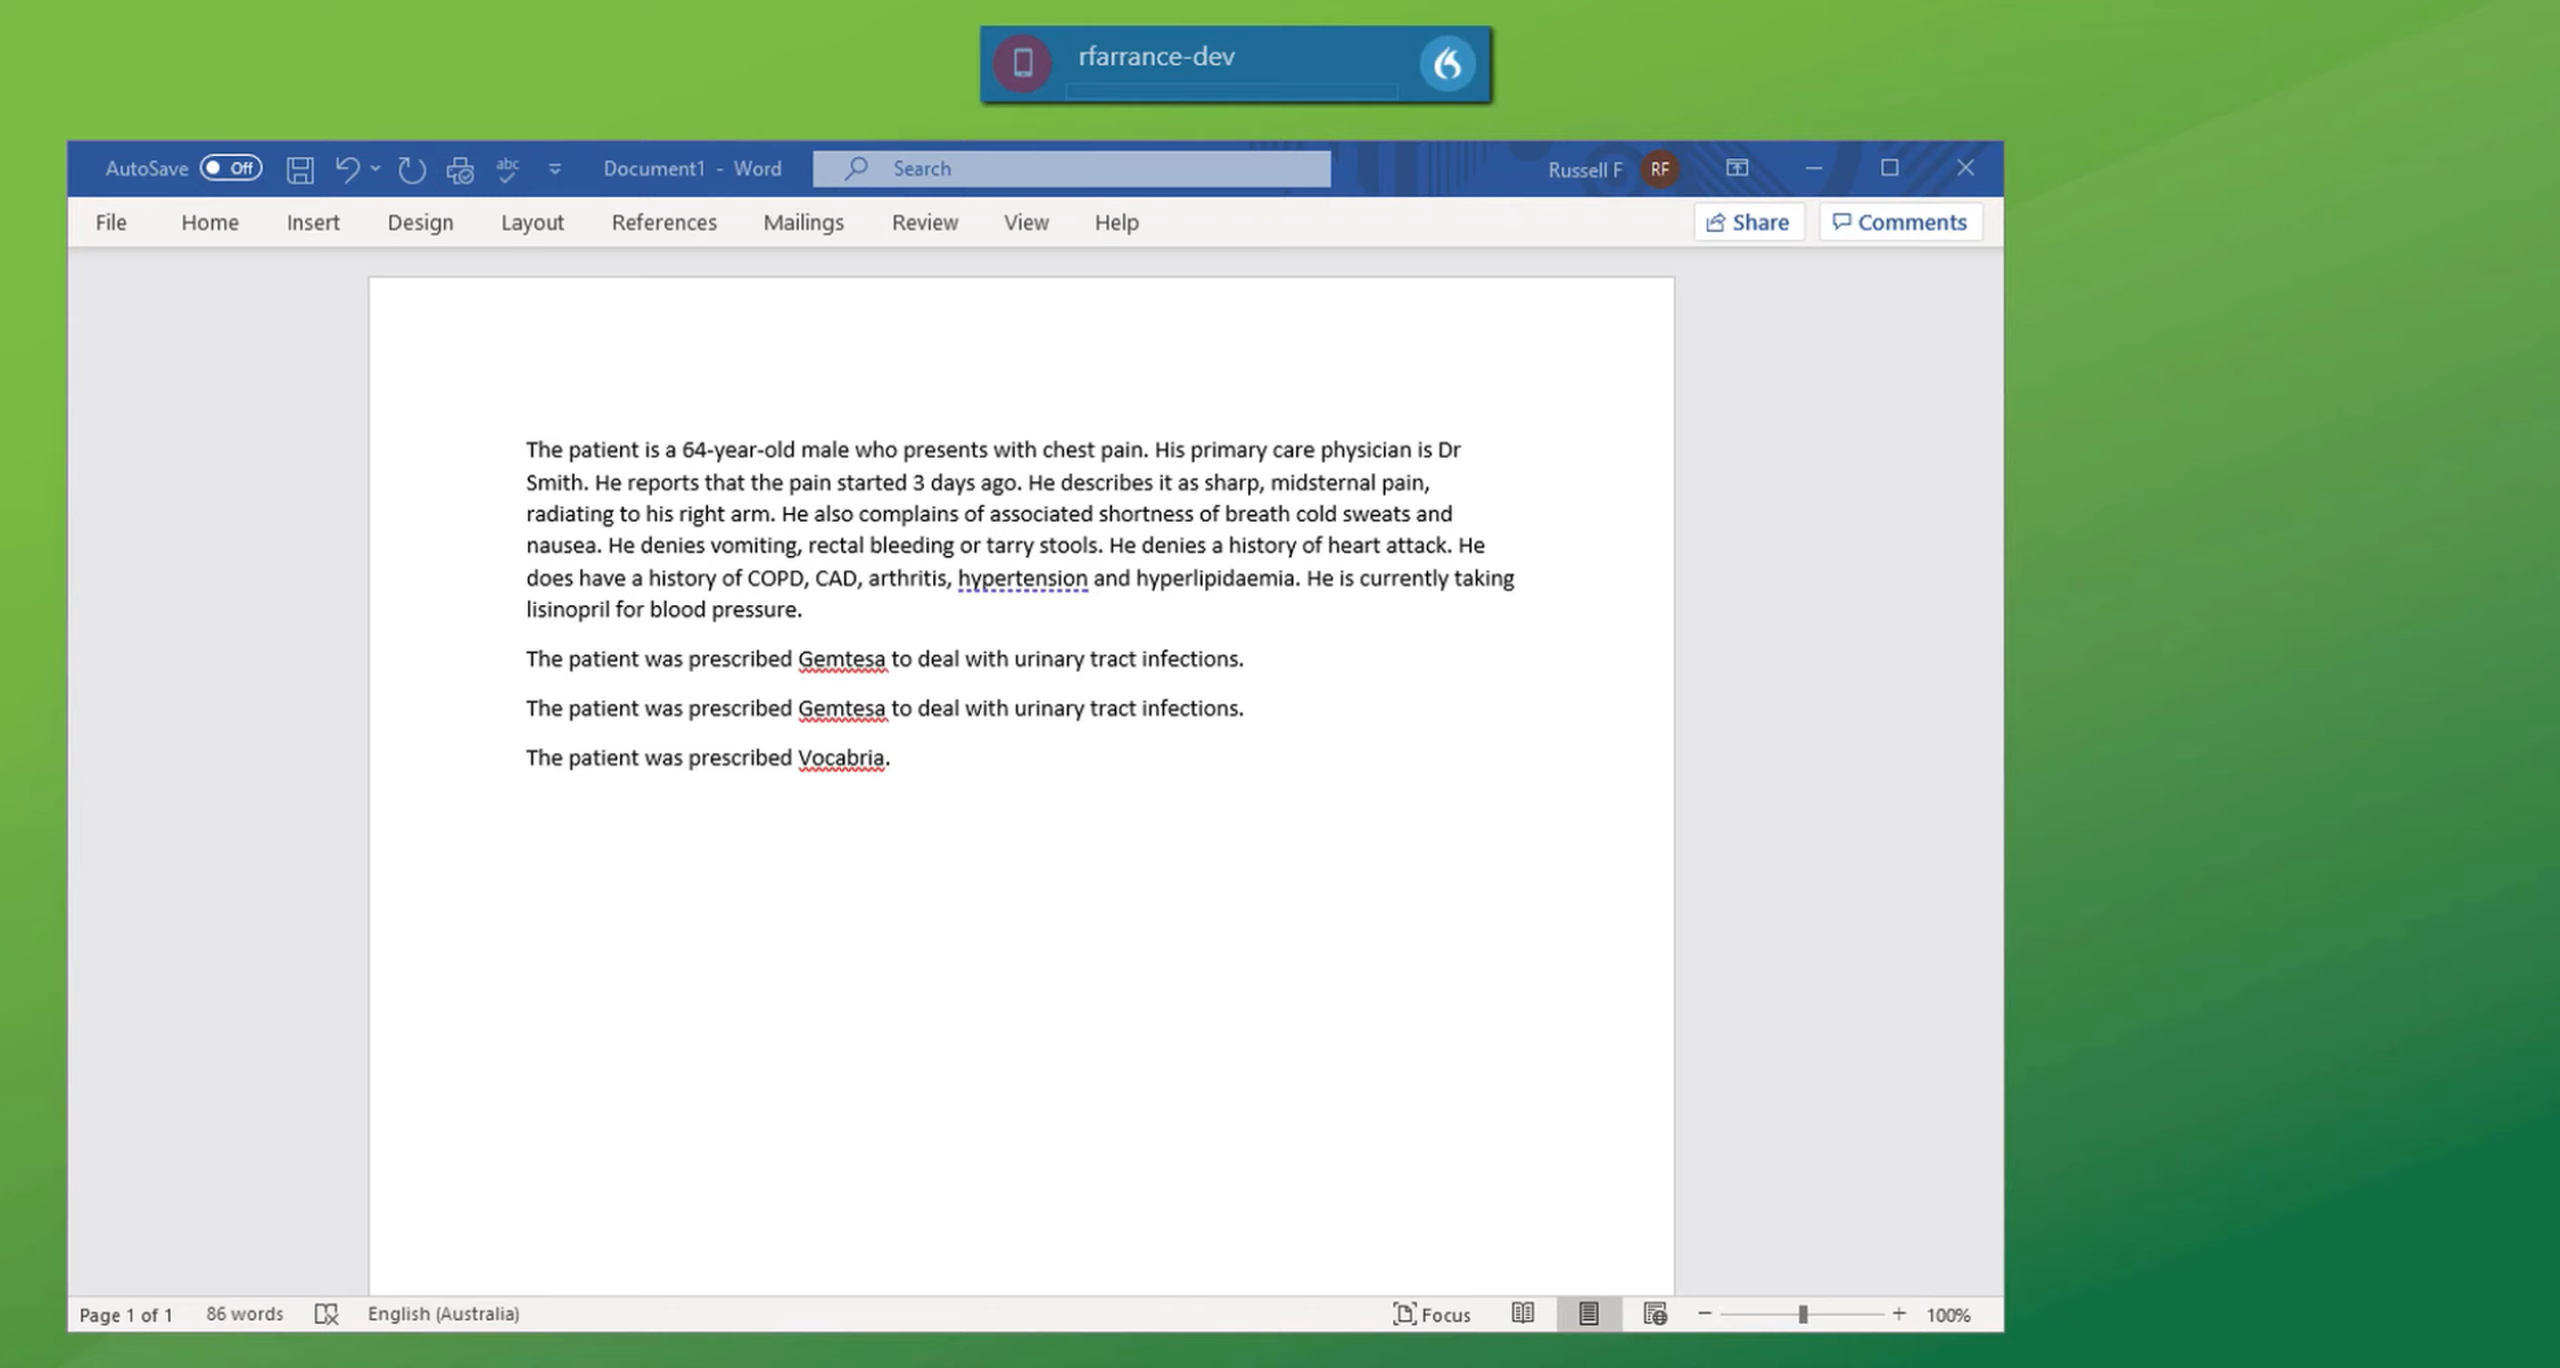 rfarrance-dev
AutoSave Off abc Document1 - Word Search Russell F RF
File Home Insert Design Layout References Mailings Review View Help Share Comments
The patient is a 64-year-old male who presents with chest pain. His primary care physician is Dr
Smith. He reports that the pain started 3 days ago. He describes it as sharp, midsternal pain,
radiating to his right arm. He also complains of associated shortness of breath cold sweats and
nausea. He denies vomiting, rectal bleeding or tarry stools. He denies a history of heart attack. He
does have a history of COPD, CAD, arthritis, hypertension and hyperlipidaemia. He is currently taking
lisinopril for blood pressure.
The patient was prescribed Gemtesa to deal with urinary tract infections.
The patient was prescribed Gemtesa to deal with urinary tract infections.
The patient was prescribed Vocabria.
Page 1 of 1 86 words English (Australia) Focus 100%